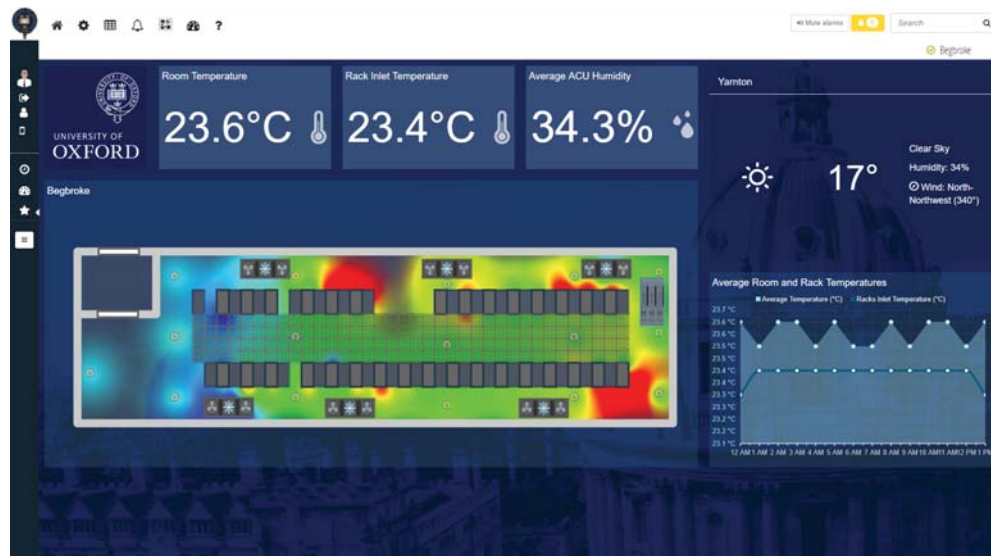 ?
Mute alarms
Search
Begbroke
UNIVERSITY OF
OXFORD
Room Temperature
23.6°C
Rack Inlet Temperature
23.4°C
Average ACU Humidity
34.3%
Yarnton
17°
Clear Sky
Humidity: 34%
Wind: North-
Northwest (340°)
Begbroke
Average Room and Rack Temperatures
Average Temperature (°C) Racks Inlet Temperature (°C)
23.7 °C
23.6 °C
23.6 °C
23.5 °C
23.5 °C
23.4 °C
23.4 °C
23.3 °C
23.3 °C
23.2 °C
23.2 °C
23.1 °C
12 AM 1 AM 2 AM 3 AM 4 AM 5 AM 6 AM 7 AM 8 AM 9 AM 10 AM 11 AM 12 PM 1 PM